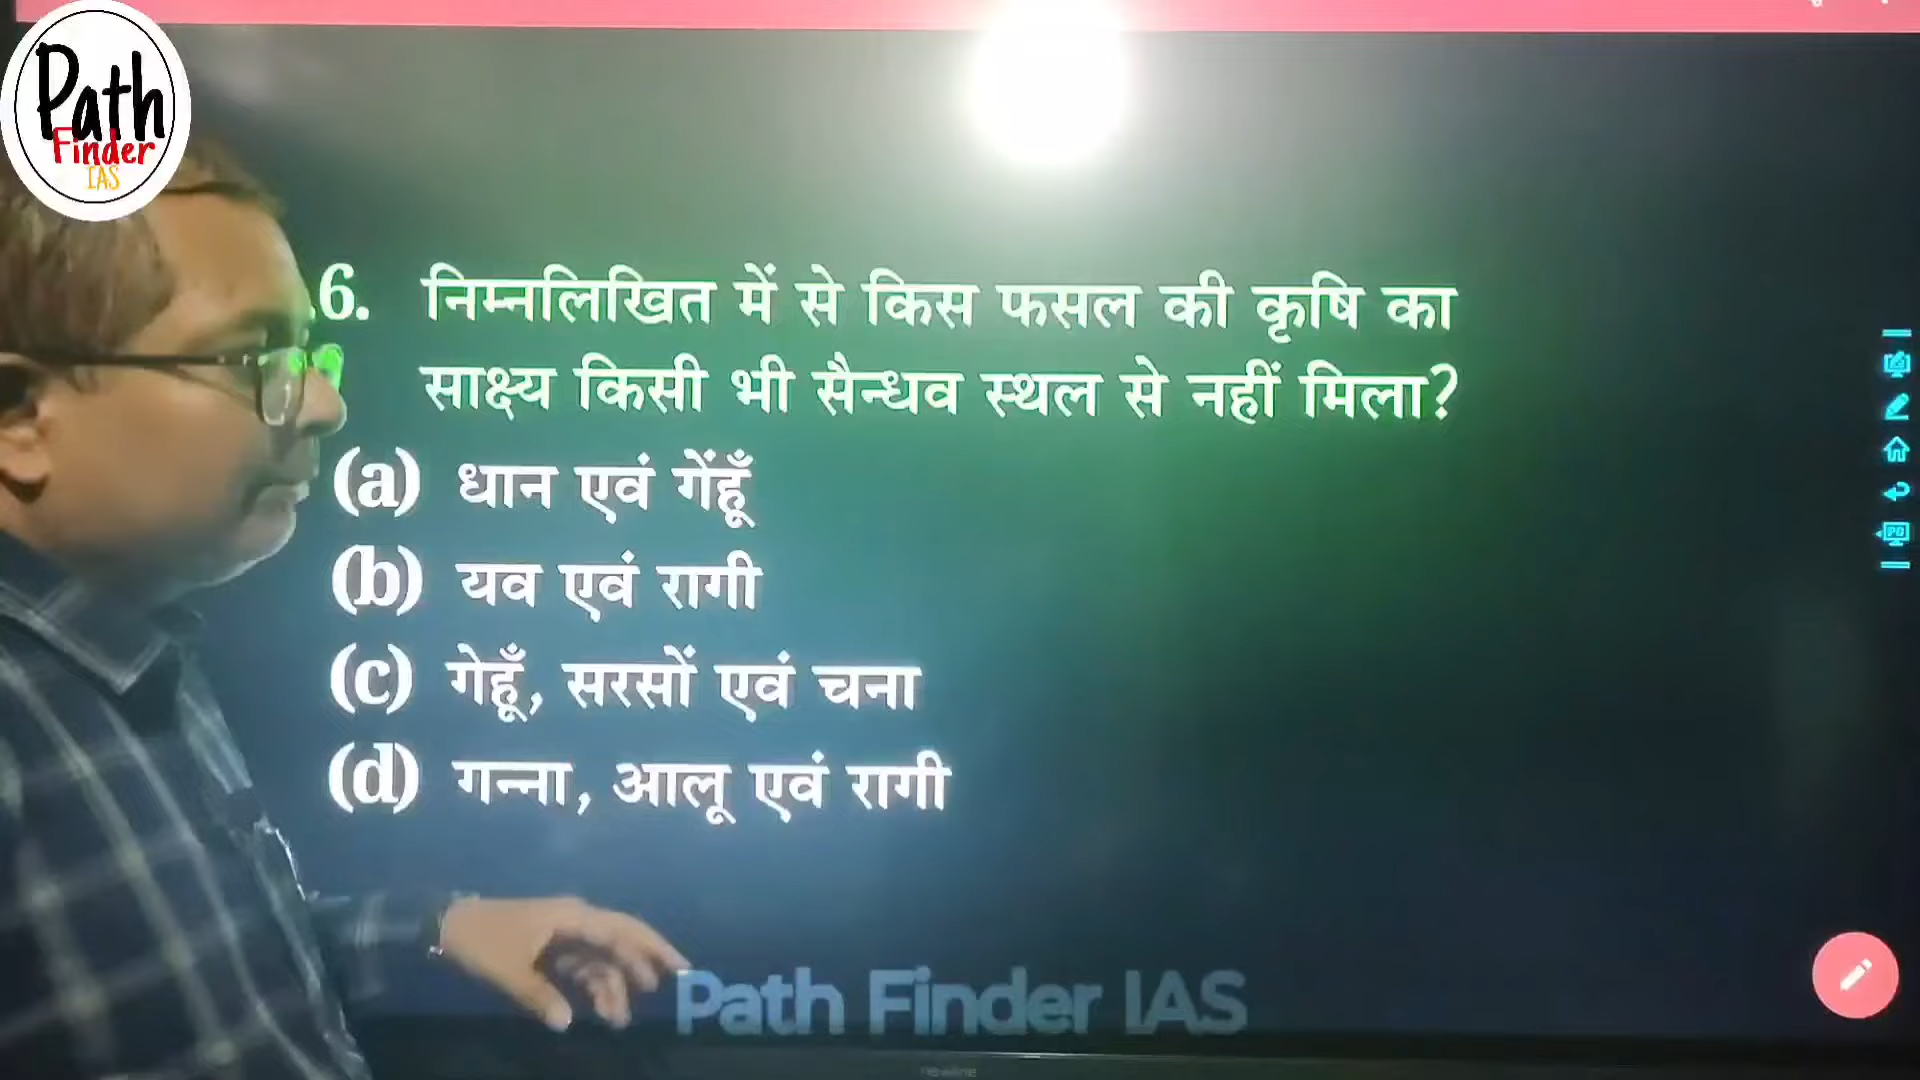 Path
Finder
IAS
.6. निम्नलिखित में से किस फसल की कृषि का
साक्ष्य किसी भी सैन्धव स्थल से नहीं मिला?
(a) धान एवं गेंहूँ
(b) यव एवं रागी
(c) गेहूँ, सरसों एवं चना
(d) गन्ना, आलू एवं रागी
Path Finder IAS
newline